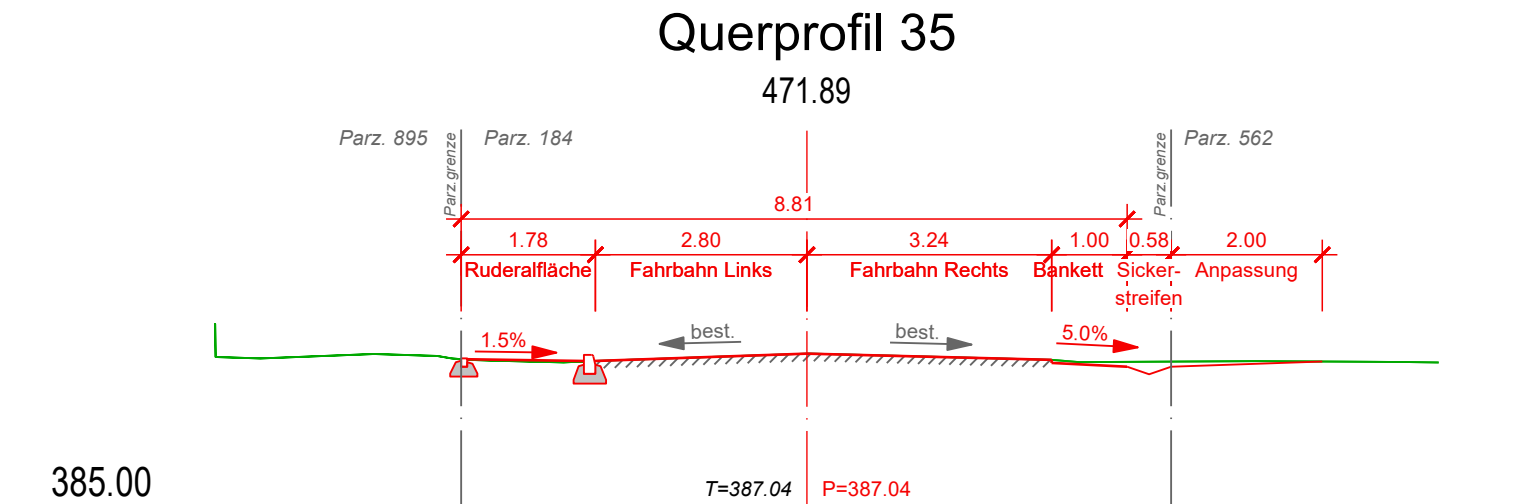 Querprofil 35
471.89
Parz. 895
Parz.grenze
Parz. 184
Parz.grenze
Parz. 562
8.81
1.78
2.80
3.24
1.00
0.58
2.00
Ruderalfläche
Fahrbahn Links
Fahrbahn Rechts
Bankett
Sicker-
streifen
Anpassung
1.5%
best.
best.
5.0%
385.00
T=387.04
P=387.04